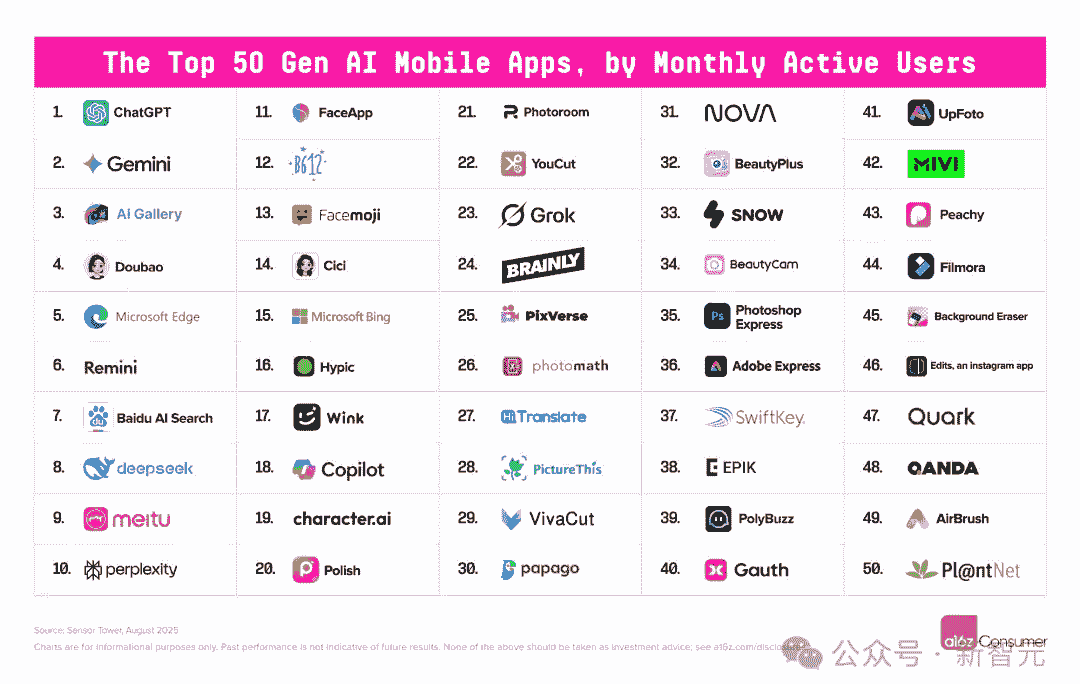 The Top 50 Gen AI Mobile Apps, by Monthly Active Users
1. ChatGPT
2. Gemini
3. AI Gallery
4. Doubao
5. Microsoft Edge
6. Remini
7. Baidu AI Search
8. deepseek
9. meitu
10. perplexity
11. FaceApp
12. B612
13. Facemoji
14. Cici
15. Microsoft Bing
16. Hypic
17. Wink
18. Copilot
19. character.ai
20. Polish
21. Photoroom
22. YouCut
23. Grok
24. BRAINLY
25. PixVerse
26. photomath
27. Hi Translate
28. PictureThis
29. VivaCut
30. papago
31. NOVA
32. BeautyPlus
33. SNOW
34. BeautyCam
35. Ps Photoshop
Express
36. Adobe Express
37. SwiftKey.
38. EPIK
39. PolyBuzz
40. Gauth
41. UpFoto
42. MIVI
43. Peachy
44. Filmora
45. Background Eraser
46. Edits, an instagram app
47. Quark
48. QANDA
49. AirBrush
50. Pl@ntNet
Source: Sensor Tower, August 2025
Charts are for informational purposes only. Past performance is not indicative of future results. None of the above should be taken as investment advice; see a16z.com/disclosures
a16z Consumer
公众号 · 新智元